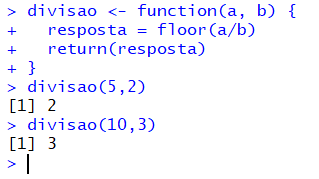 > divisao <- function(a, b) {
+   resposta = floor(a/b)
+   return(resposta)
+ }
> divisao(5,2)
[1] 2
> divisao(10,3)
[1] 3
>